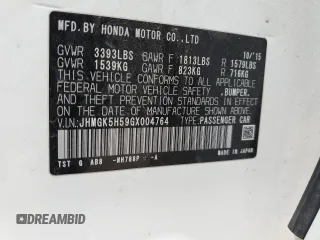 MFD. BY HONDA MOTOR CO., LTD. 10/'15
GVWR 3393LBS GAWR F 1813LBS R 1579LBS
GVWR 1539KG GAWR F 823KG R 716KG
THIS VEHICLE CONFORMS TO ALL APPLICABLE
FEDERAL MOTOR VEHICLE SAFETY, BUMPER,
AND THEFT PREVENTION STANDARDS IN EFFECT
ON THE DATE OF MANUFACTURE SHOWN ABOVE.
V.I.N:JHMGK5H59GX004764 TYPE:PASSENGER CAR
TST G AB8 -NH788P -A
MADE IN JAPAN
DREAMBID